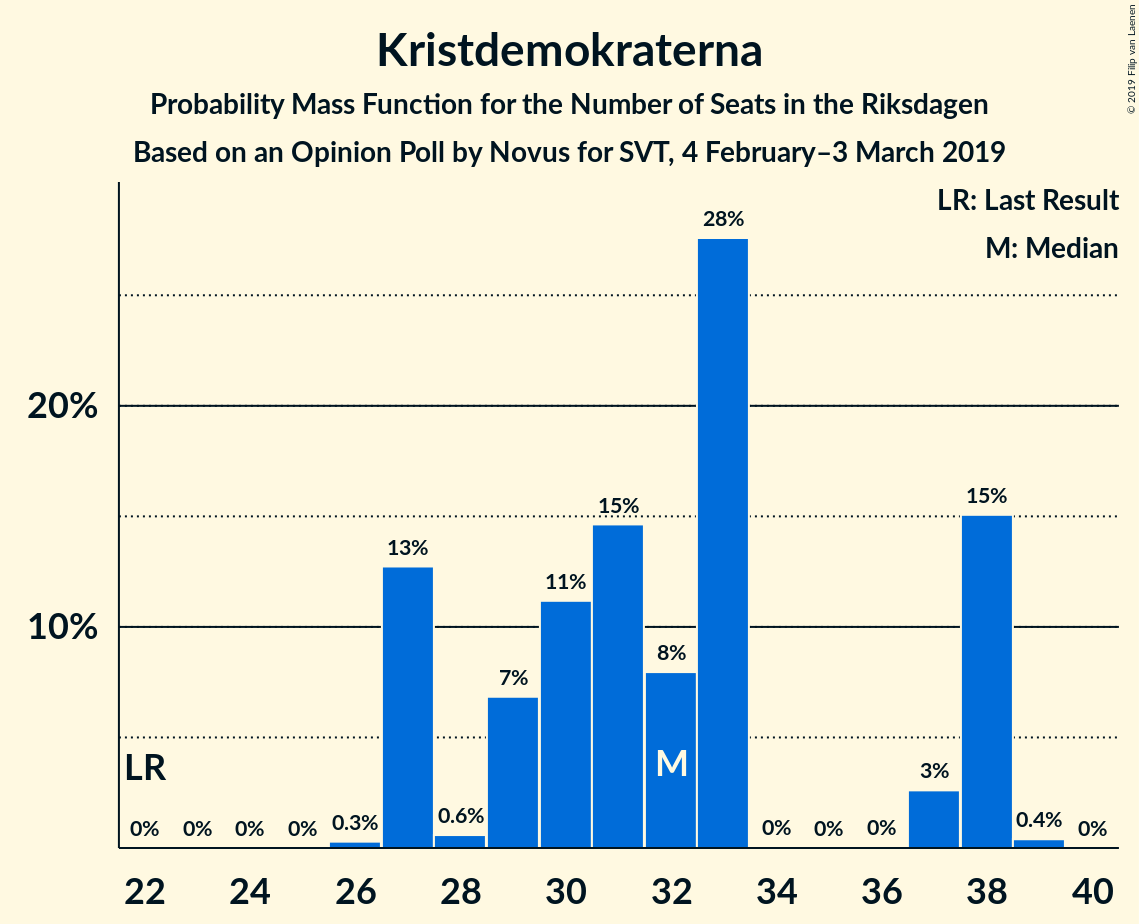 Kristdemokraterna
Probability Mass Function for the Number of Seats in the Riksdagen
Based on an Opinion Poll by Novus for SVT, 4 February–3 March 2019
© 2019 Filip van Laenen
LR: Last Result
M: Median
28%
20%
15%
15%
13%
11%
10%
8%
7%
3%
LR
M
0% 0% 0% 0% 0.3% 0.6% 0% 0% 0% 0.4% 0%
22 24 26 28 30 32 34 36 38 40